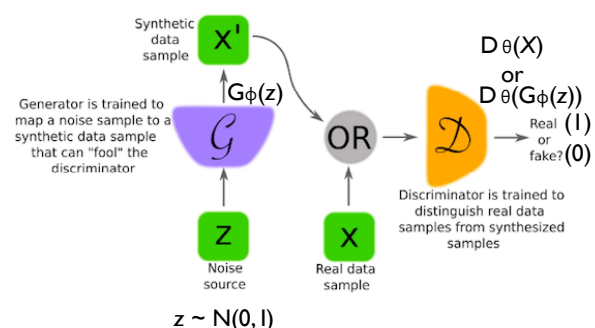 Synthetic
data
sample
x'
Gϕ(z)
Generator is trained to
map a noise sample to a
synthetic data sample
that can "fool" the
discriminator
G
z
Noise
source
z ~ N(0,1)
OR
x
Real data
sample
D
D θ(X)
or
D θ(Gϕ(z))
Real (1)
or
fake? (0)
Discriminator is trained to
distinguish real data
samples from synthesized
samples